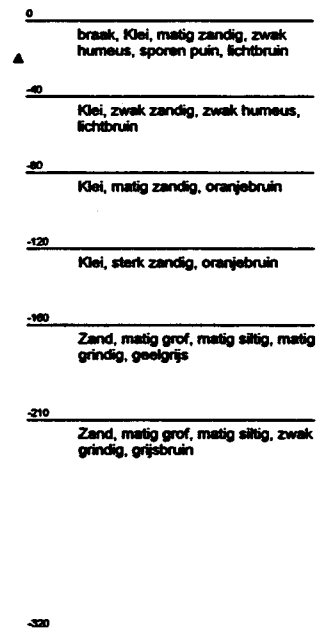 0
braak, Klei, matig zandig, zwak
humeus, sporen puin, lichtbruin
-40
Klei, zwak zandig, zwak humeus,
lichtbruin
-80
Klei, matig zandig, oranjebruin
-120
Klei, sterk zandig, oranjebruin
-160
Zand, matig grof, matig siltig, matig
grindig, geelgrijs
-210
Zand, matig grof, matig siltig, zwak
grindig, grijsbruin
-320